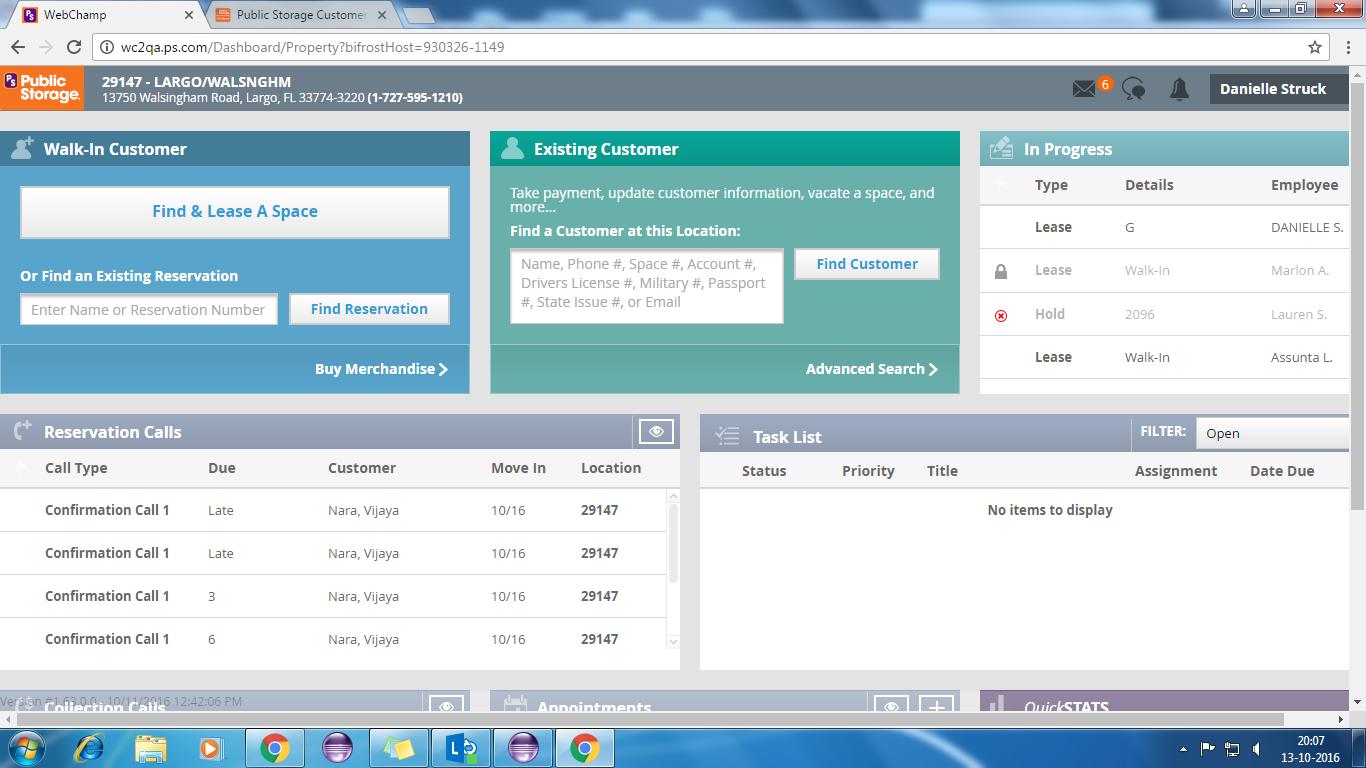 WebChamp
Public Storage Customer
wc2qa.ps.com/Dashboard/Property?bifrostHost=930326-1149
PS Public Storage
29147 - LARGO/WALSNGHM
13750 Walsingham Road, Largo, FL 33774-3220 (1-727-595-1210)
6
Danielle Struck
Walk-In Customer
Find & Lease A Space
Or Find an Existing Reservation
Enter Name or Reservation Number
Find Reservation
Buy Merchandise
Existing Customer
Take payment, update customer information, vacate a space, and
more...
Find a Customer at this Location:
Name, Phone #, Space #, Account #,
Drivers License #, Military #, Passport
#, State Issue #, or Email
Find Customer
Advanced Search
In Progress
Type Details Employee
Lease G DANIELLE S.
Lease Walk-In Marlon A.
Hold 2096 Lauren S.
Lease Walk-In Assunta L.
Reservation Calls
Call Type Due Customer Move In Location
Confirmation Call 1 Late Nara, Vijaya 10/16 29147
Confirmation Call 1 Late Nara, Vijaya 10/16 29147
Confirmation Call 1 3 Nara, Vijaya 10/16 29147
Confirmation Call 1 6 Nara, Vijaya 10/16 29147
Task List
FILTER: Open
Status Priority Title Assignment Date Due
No items to display
Version #1.63.0.0 - 10/11/2016 12:42:06 PM
Collection Calls
Appointments
QuickSTATS
20:07
13-10-2016